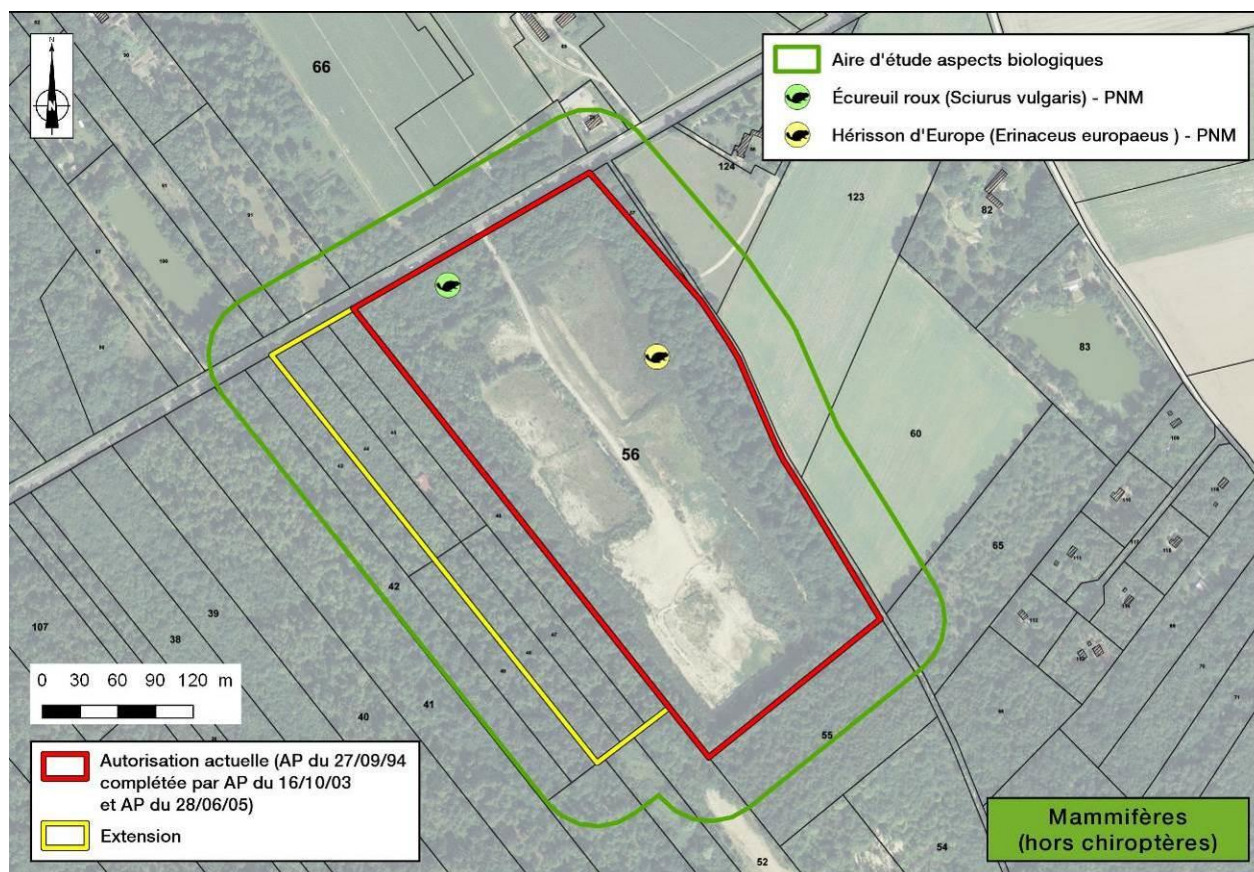 N
Aire d'étude aspects biologiques
Écureuil roux (Sciurus vulgaris) - PNM
Hérisson d'Europe (Erinaceus europaeus ) - PNM
66
124
123
82
83
60
56
65
42
39
38
107
41
40
55
54
52
0 30 60 90 120 m
Autorisation actuelle (AP du 27/09/94
complétée par AP du 16/10/03
et AP du 28/06/05)
Extension
Mammifères
(hors chiroptères)